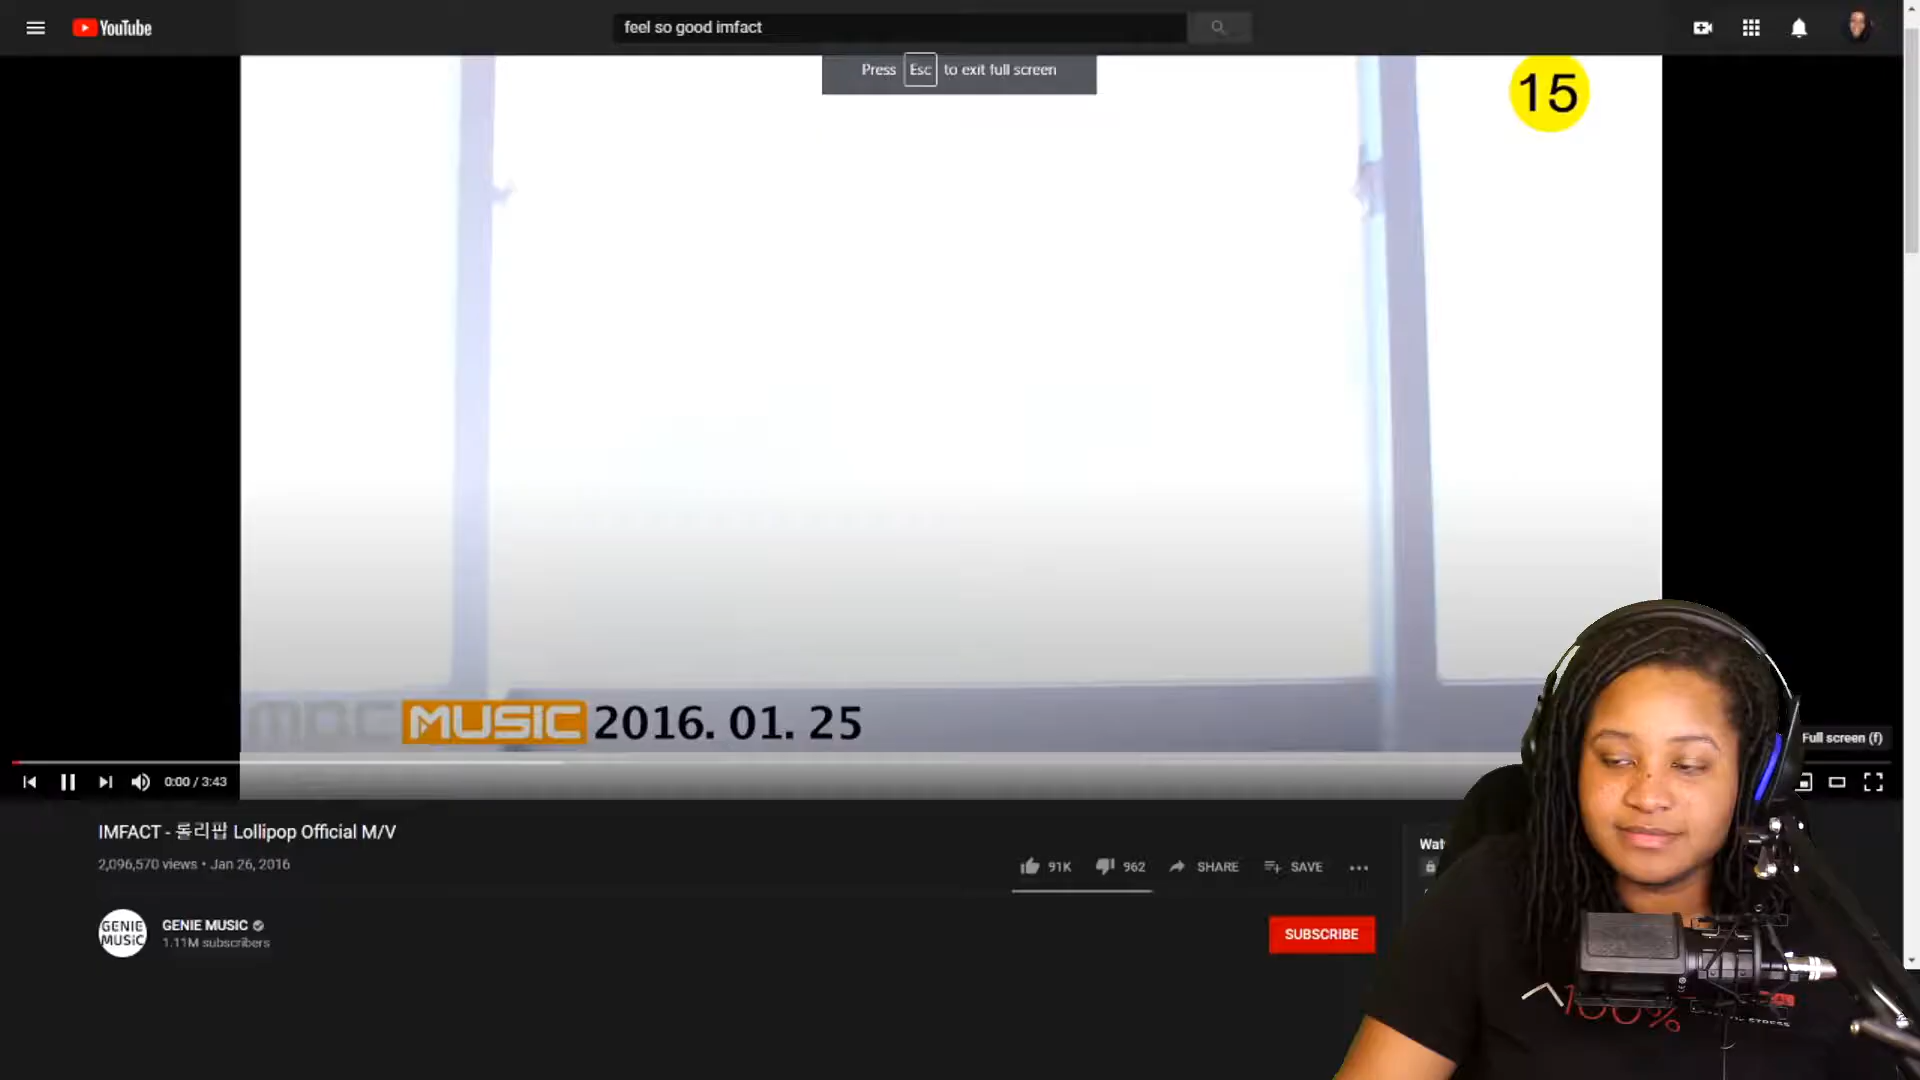 YouTube
feel so good imfact
Press Esc to exit full screen
15
MBC MUSIC 2016. 01. 25
Full screen (f)
0:00 / 3:43
IMFACT - 롤리팝 Lollipop Official M/V
2,096,570 views • Jan 26, 2016
91K
962
SHARE
SAVE
GENIE MUSIC
GENIE MUSIC
1.11M subscribers
SUBSCRIBE
100%